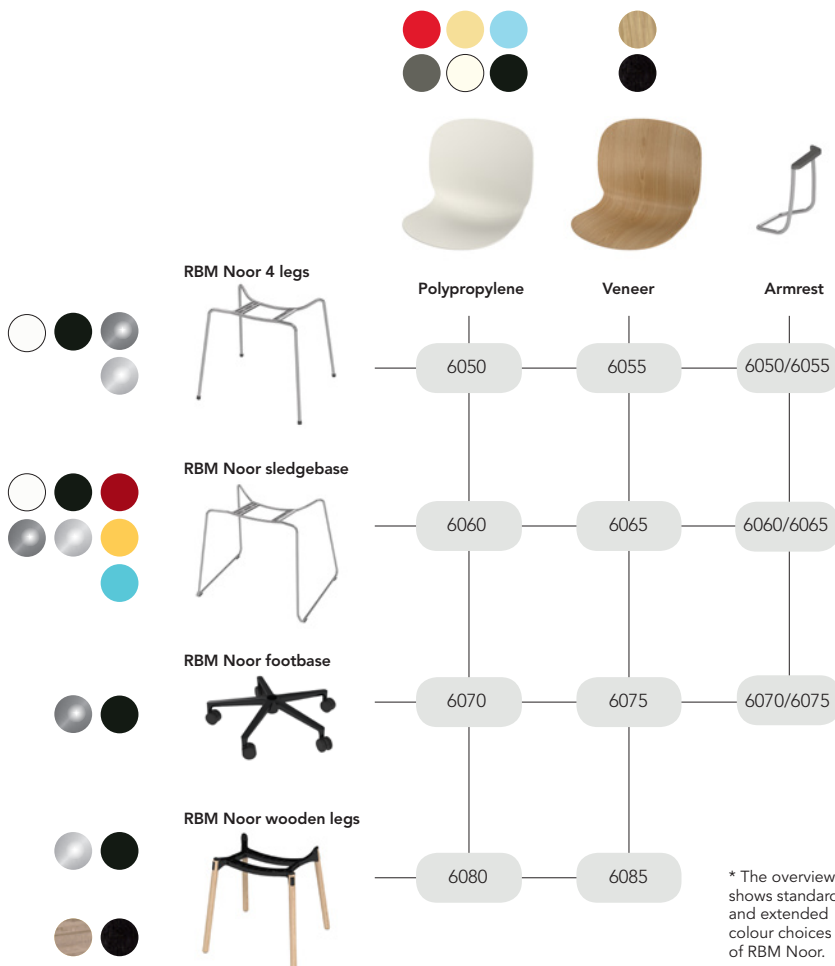 RBM Noor 4 legs
Polypropylene
Veneer
Armrest
6050
6055
6050/6055
RBM Noor sledgebase
6060
6065
6060/6065
RBM Noor footbase
6070
6075
6070/6075
RBM Noor wooden legs
6080
6085
* The overview
shows standard
and extended
colour choices
of RBM Noor.